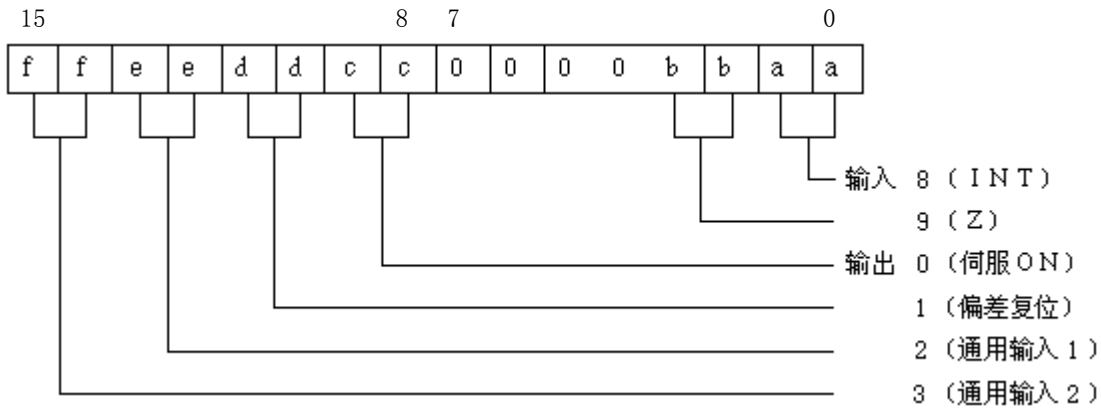 15 8 7 0
f f e e d d c c 0 0 0 0 b b a a
输入 8 (INT)
9 (Z)
输出 0 (伺服ON)
1 (偏差复位)
2 (通用输入1)
3 (通用输入2)